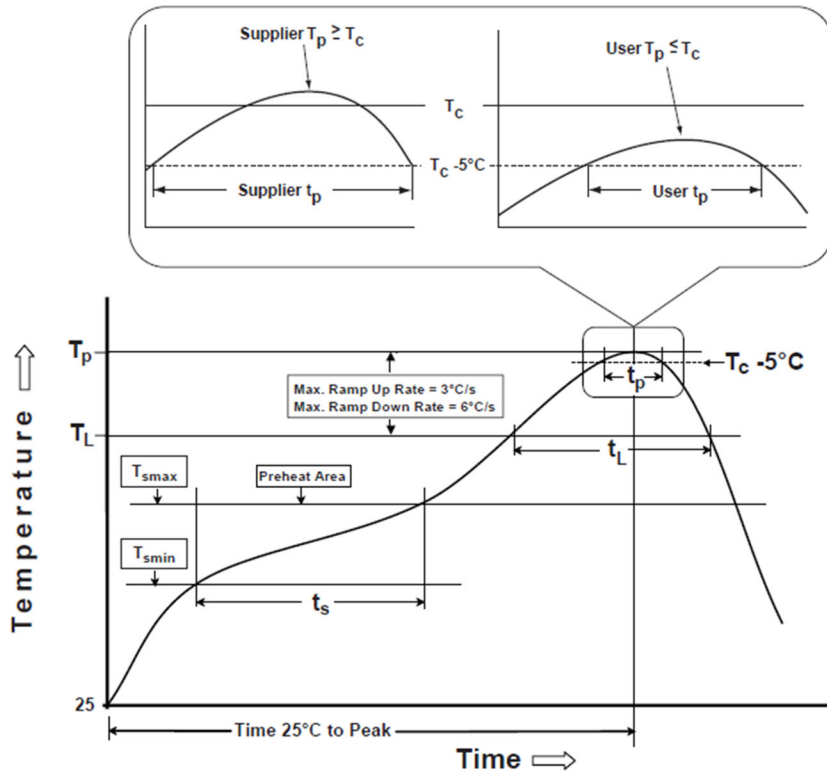 Supplier Tp ≥ Tc
User Tp ≤ Tc
Tc
Tc -5°C
Supplier tp
User tp
Tp
Tc -5°C
tp
Max. Ramp Up Rate = 3°C/s
Max. Ramp Down Rate = 6°C/s
TL
tL
Tsmax
Preheat Area
Tsmin
ts
Temperature
25
Time 25°C to Peak
Time